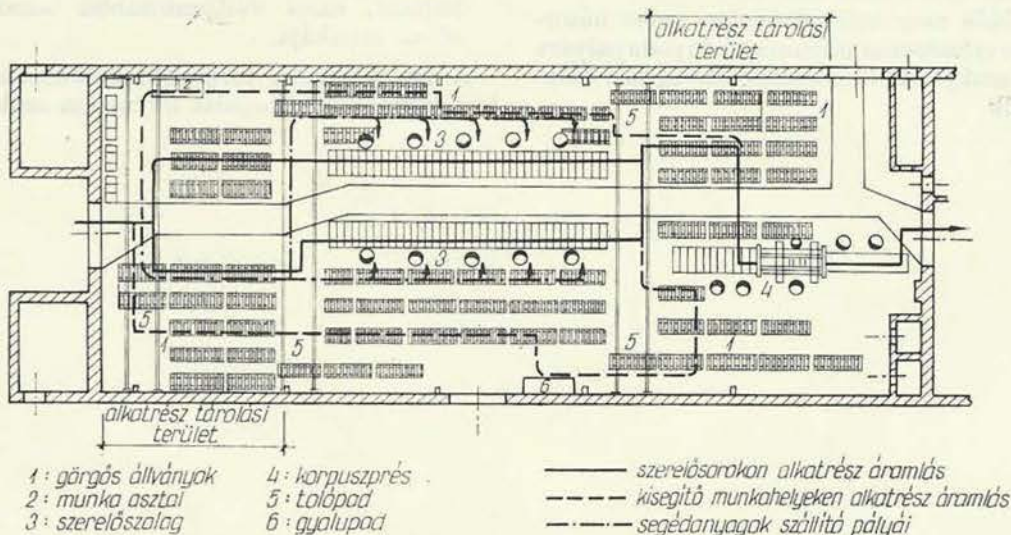 alkatrész tárolási
terület
2
1
5
3
1
5
3
4
5
1
5
5
1
6
alkatrész tárolási
terület
1: görgős állványok
2: munka asztal
3: szerelőszalag
4: korpuszprés
5: tolópad
6: gyalupad
szerelősorokon alkatrész áramlás
kisegítő munkahelyeken alkatrész áramlás
segédanyagok szállító pályái